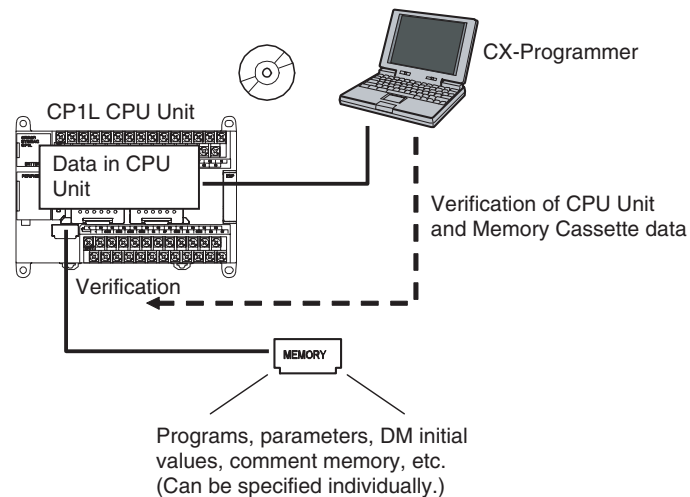 CX-Programmer
CP1L CPU Unit
Data in CPU
Unit
Verification of CPU Unit
and Memory Cassette data
Verification
MEMORY
Programs, parameters, DM initial
values, comment memory, etc.
(Can be specified individually.)